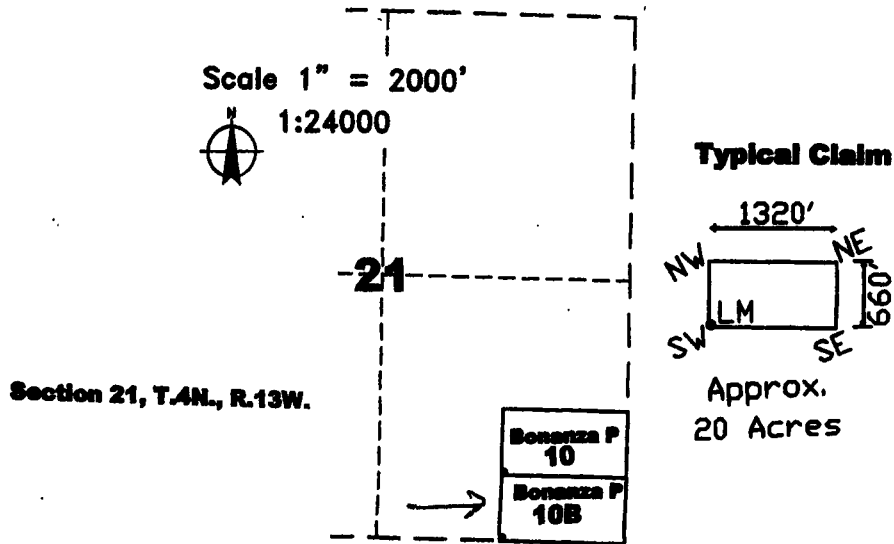 Scale 1" = 2000'
N
1:24000
Typical Claim
1320'
NW
NE
660'
LM
SW
SE
Approx.
20 Acres
21
Section 21, T.4N., R.13W.
Bonanza P
10
Bonanza P
10B